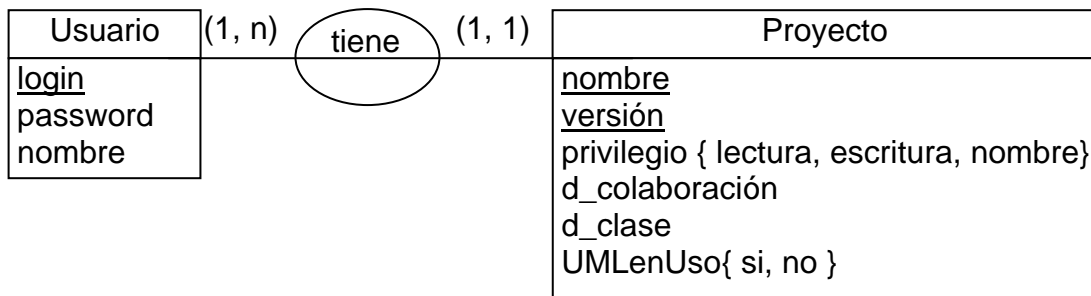 Usuario (1, n) tiene (1, 1) Proyecto
login
password
nombre
nombre
versión
privilegio { lectura, escritura, nombre}
d_colaboración
d_clase
UMLenUso{ si, no }